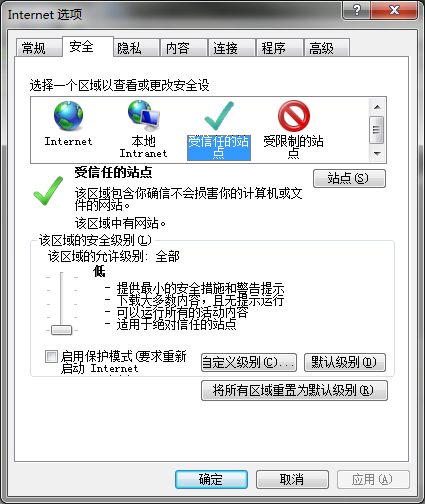 Internet 选项
常规 安全 隐私 内容 连接 程序 高级
选择一个区域以查看或更改安全设
Internet
本地
Intranet
受信任的站
点
受限制的站
点
受信任的站点
站点(S)
该区域包含你确信不会损害你的计算机或文
件的网站。
该区域中有网站。
该区域的安全级别(L)
该区域的允许级别: 全部
低
- 提供最小的安全措施和警告提示
- 下载大多数内容，且无提示运行
- 可以运行所有的活动内容
- 适用于绝对信任的站点
启用保护模式(要求重新
启动 Internet
自定义级别(C)...
默认级别(D)
将所有区域重置为默认级别(R)
确定 取消 应用(A)